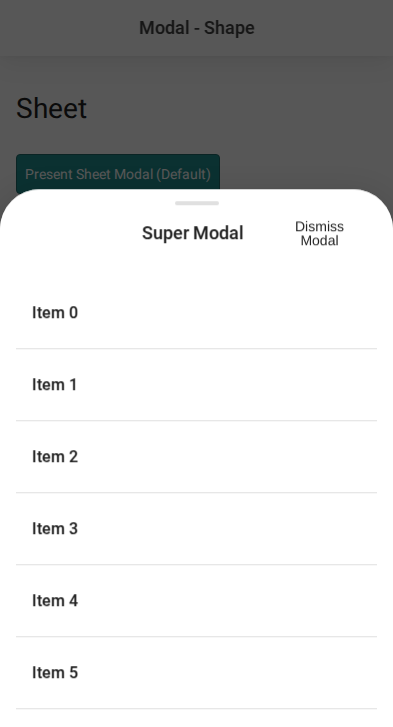 Modal - Shape
Sheet
Present Sheet Modal (Default)
Super Modal
Dismiss
Modal
Item 0
Item 1
Item 2
Item 3
Item 4
Item 5